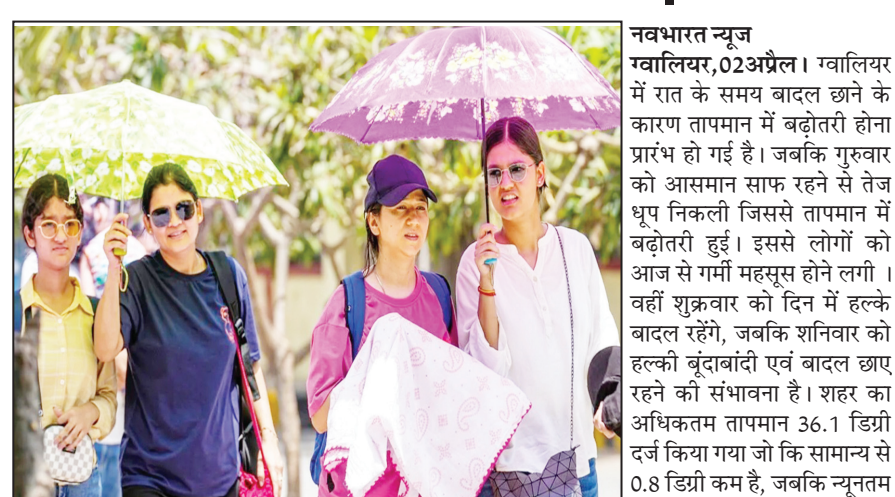 नवभारत न्यूज
ग्वालियर,02अप्रैल। ग्वालियर
में रात के समय बादल छाने के
कारण तापमान में बढ़ोतरी होना
प्रारंभ हो गई है। जबकि गुरुवार
को आसमान साफ रहने से तेज
धूप निकली जिससे तापमान में
बढ़ोतरी हुई। इससे लोगों को
आज से गर्मी महसूस होने लगी ।
वहीं शुक्रवार को दिन में हल्के
बादल रहेंगे, जबकि शनिवार को
हल्की बूंदाबांदी एवं बादल छाए
रहने की संभावना है। शहर का
अधिकतम तापमान 36.1 डिग्री
दर्ज किया गया जो कि सामान्य से
0.8 डिग्री कम है, जबकि न्यूनतम